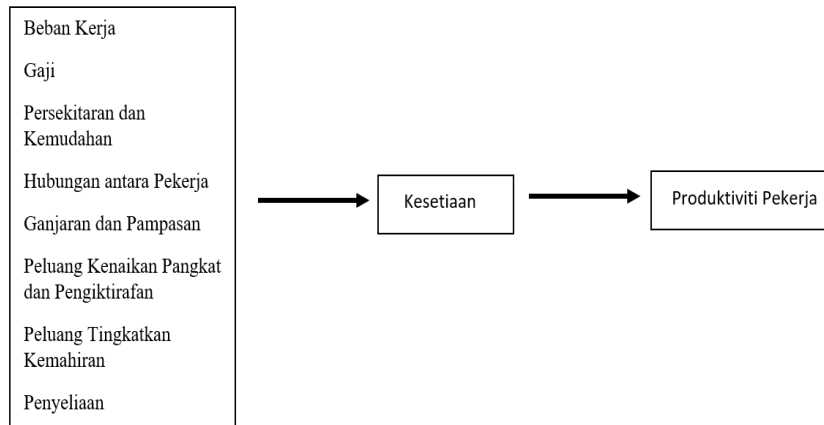 Beban Kerja
Gaji
Persekitaran dan
Kemudahan
Hubungan antara Pekerja
Ganjaran dan Pampasan
Peluang Kenaikan Pangkat
dan Pengiktirafan
Peluang Tingkatkan
Kemahiran
Penyeliaan
Kesetiaan
Produktiviti Pekerja